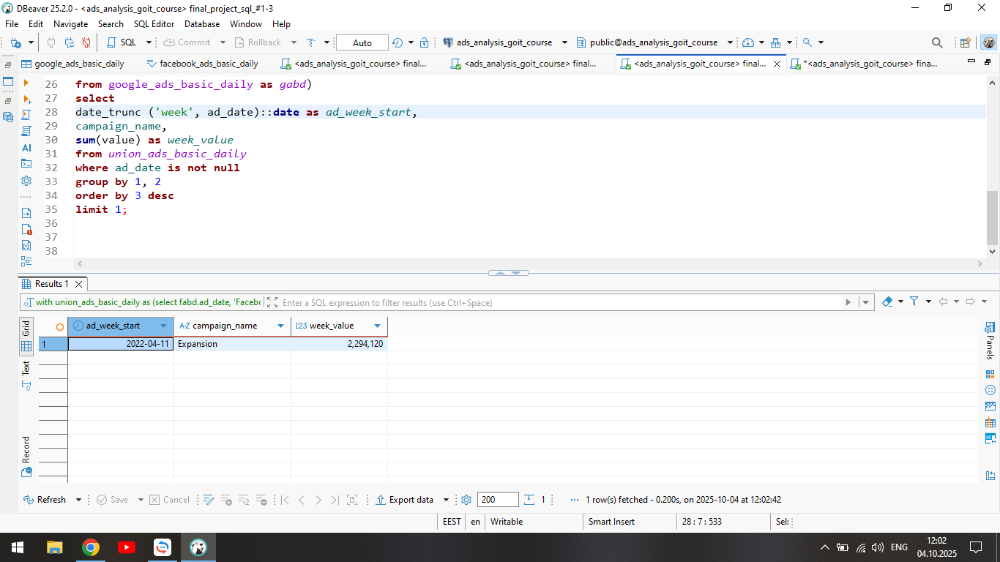 DBeaver 25.2.0 - <ads_analysis_goit_course> final_project_sql_#1-3
File Edit Navigate Search SQL Editor Database Window Help
SQL Commit Rollback T Auto ads_analysis_goit_course public@ads_analysis_goit_course
google_ads_basic_daily facebook_ads_basic_daily <ads_analysis_goit_course> final... <ads_analysis_goit_course> final... <ads_analysis_goit_course> final... *<ads_analysis_goit_course> fina...
26 from google_ads_basic_daily as gabd)
27 select
28 date_trunc ('week', ad_date)::date as ad_week_start,
29 campaign_name,
30 sum(value) as week_value
31 from union_ads_basic_daily
32 where ad_date is not null
33 group by 1, 2
34 order by 3 desc
35 limit 1;
36
37
38
AI
Results 1
with union_ads_basic_daily as (select fabd.ad_date, 'Facebo Enter a SQL expression to filter results (use Ctrl+Space)
Grid
Text
Record
ad_week_start A-Z campaign_name 123 week_value
1 2022-04-11 Expansion 2,294,120
Panels
Refresh Save Cancel Export data 200 1 ... 1 row(s) fetched - 0.200s, on 2025-10-04 at 12:02:42
EEST en Writable Smart Insert 28 : 7 : 533 Sel:
ENG 12:02
04.10.2025